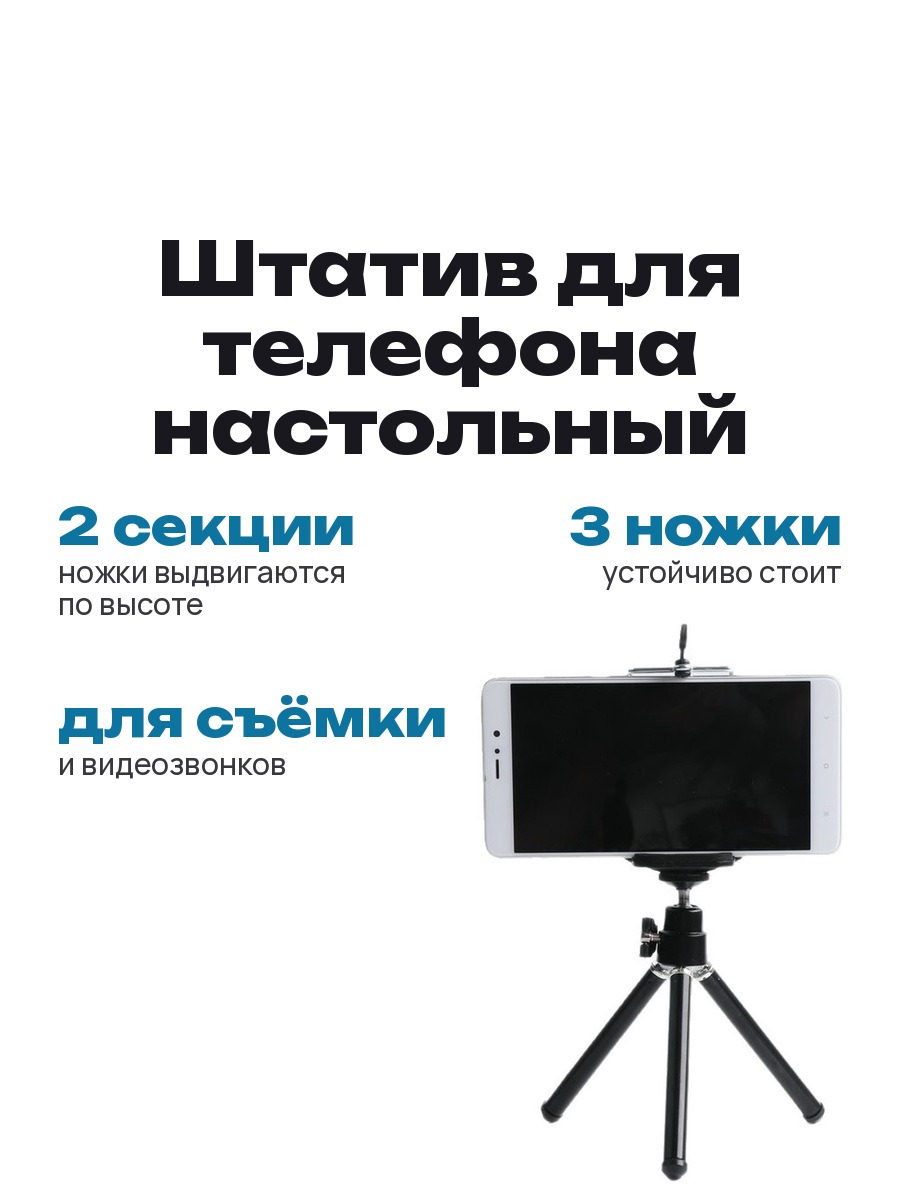 Штатив для
телефона
настольный
2 секции
ножки выдвигаются
по высоте
3 ножки
устойчиво стоит
для съёмки
и видеозвонков